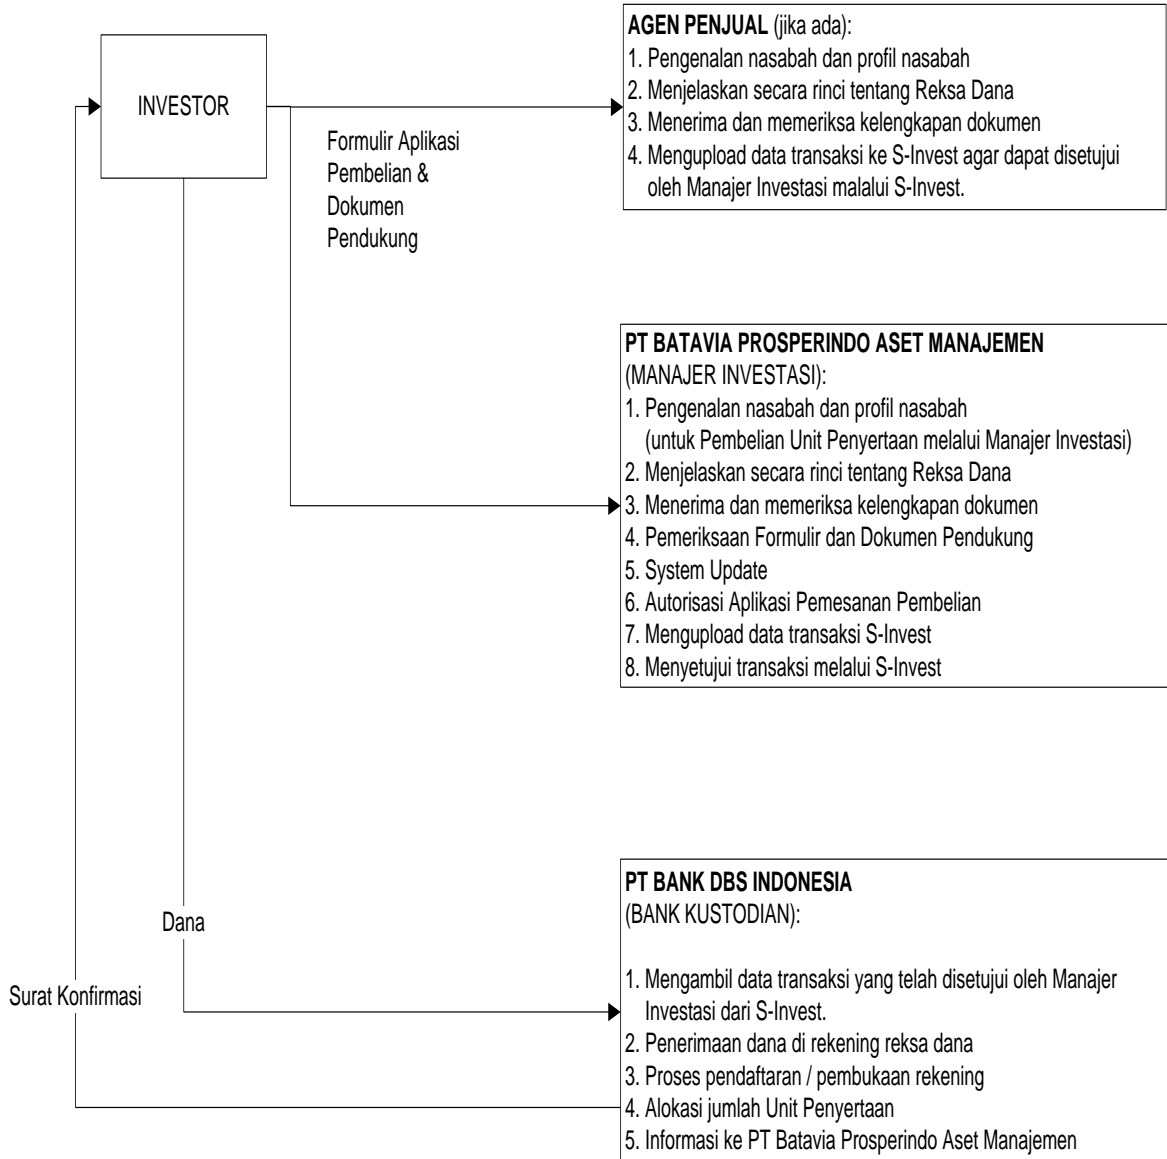 AGEN PENJUAL (jika ada):
1. Pengenalan nasabah dan profil nasabah
2. Menjelaskan secara rinci tentang Reksa Dana
3. Menerima dan memeriksa kelengkapan dokumen
4. Mengupload data transaksi ke S-Invest agar dapat disetujui
oleh Manajer Investasi malalui S-Invest.
INVESTOR
Formulir Aplikasi
Pembelian &
Dokumen
Pendukung
PT BATAVIA PROSPERINDO ASET MANAJEMEN
(MANAJER INVESTASI):
1. Pengenalan nasabah dan profil nasabah
(untuk Pembelian Unit Penyertaan melalui Manajer Investasi)
2. Menjelaskan secara rinci tentang Reksa Dana
3. Menerima dan memeriksa kelengkapan dokumen
4. Pemeriksaan Formulir dan Dokumen Pendukung
5. System Update
6. Autorisasi Aplikasi Pemesanan Pembelian
7. Mengupload data transaksi S-Invest
8. Menyetujui transaksi melalui S-Invest
Dana
Surat Konfirmasi
PT BANK DBS INDONESIA
(BANK KUSTODIAN):
1. Mengambil data transaksi yang telah disetujui oleh Manajer
Investasi dari S-Invest.
2. Penerimaan dana di rekening reksa dana
3. Proses pendaftaran / pembukaan rekening
4. Alokasi jumlah Unit Penyertaan
5. Informasi ke PT Batavia Prosperindo Aset Manajemen